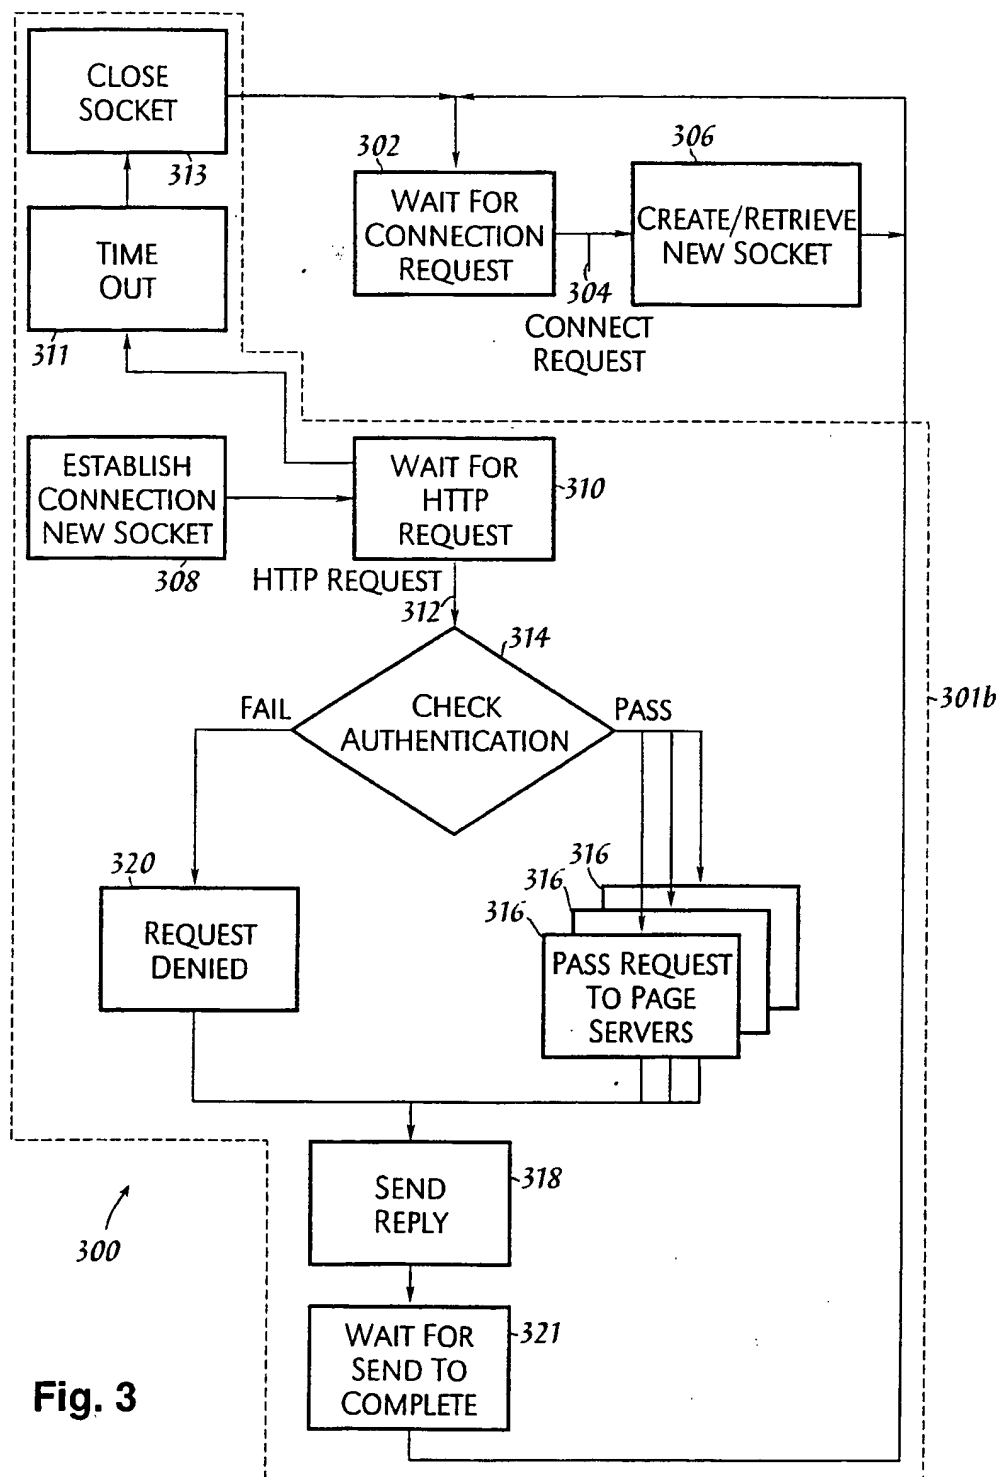 CLOSE
SOCKET
313
302
306
WAIT FOR
CONNECTION
REQUEST
CREATE/RETRIEVE
NEW SOCKET
TIME
OUT
304
CONNECT
REQUEST
311
ESTABLISH
CONNECTION
NEW SOCKET
308
WAIT FOR
HTTP
REQUEST
310
HTTP REQUEST
312
314
FAIL
CHECK
AUTHENTICATION
PASS
301b
320
REQUEST
DENIED
316
316
316
PASS REQUEST
TO PAGE
SERVERS
SEND
REPLY
318
300
WAIT FOR
SEND TO
COMPLETE
321
Fig. 3